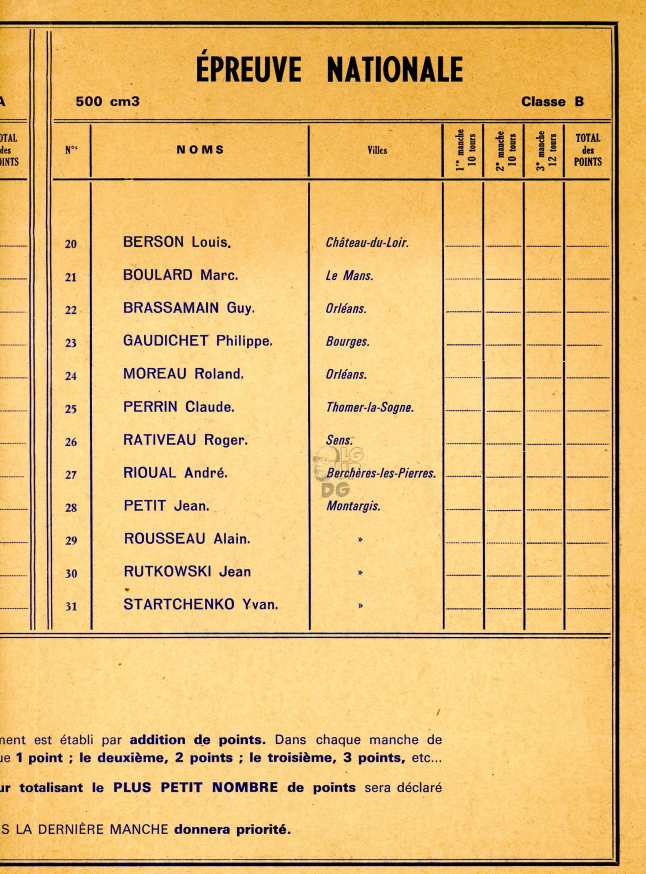 ÉPREUVE NATIONALE
A 500 cm3 Classe B
OTAL des OINTS N°s NOMS Villes 1re manche 10 tours 2e manche 10 tours 3e manche 12 tours TOTAL des POINTS
20 BERSON Louis. Château-du-Loir.
21 BOULARD Marc. Le Mans.
22 BRASSAMAIN Guy. Orléans.
23 GAUDICHET Philippe. Bourges.
24 MOREAU Roland. Orléans.
25 PERRIN Claude. Thomer-la-Sogne.
26 RATIVEAU Roger. Sens.
27 RIOUAL André. Berchères-les-Pierres.
28 PETIT Jean. Montargis.
29 ROUSSEAU Alain. »
30 RUTKOWSKI Jean »
31 STARTCHENKO Yvan. »
DG
ment est établi par addition de points. Dans chaque manche de
ue 1 point ; le deuxième, 2 points ; le troisième, 3 points, etc...
ur totalisant le PLUS PETIT NOMBRE de points sera déclaré
S LA DERNIÈRE MANCHE donnera priorité.